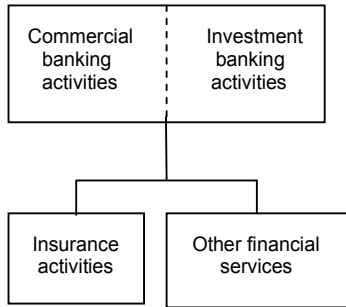 Commercial
banking
activities
Investment
banking
activities
Insurance
activities
Other financial
services